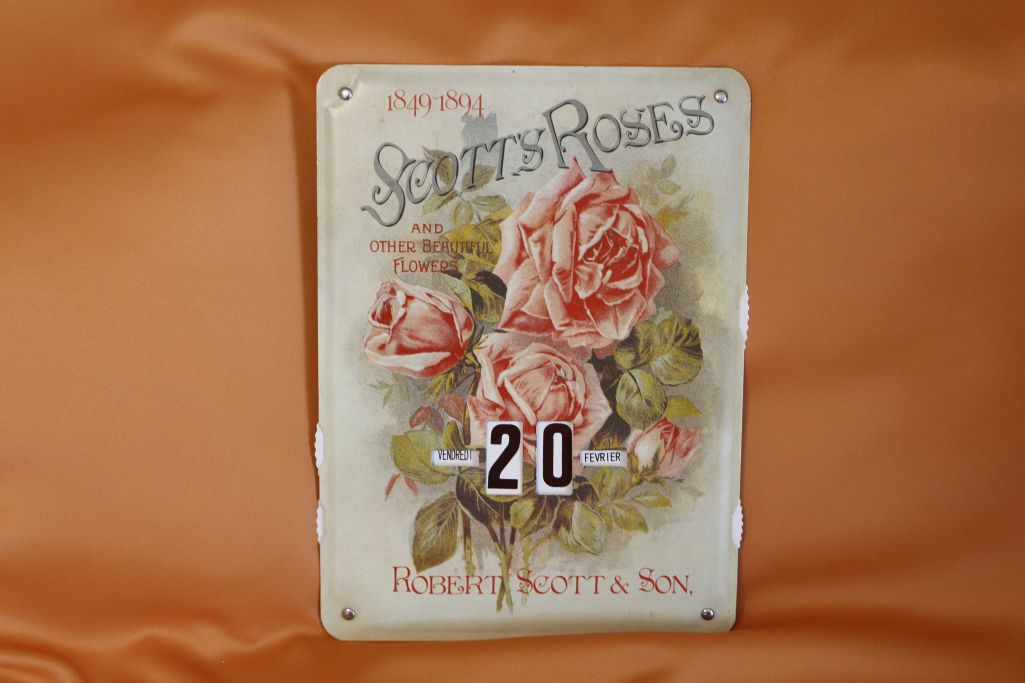 1849-1894
SCOTT'S ROSES
AND
OTHER BEAUTIFUL
FLOWERS
VENDREDI 20 FEVRIER
ROBERT SCOTT & SON,